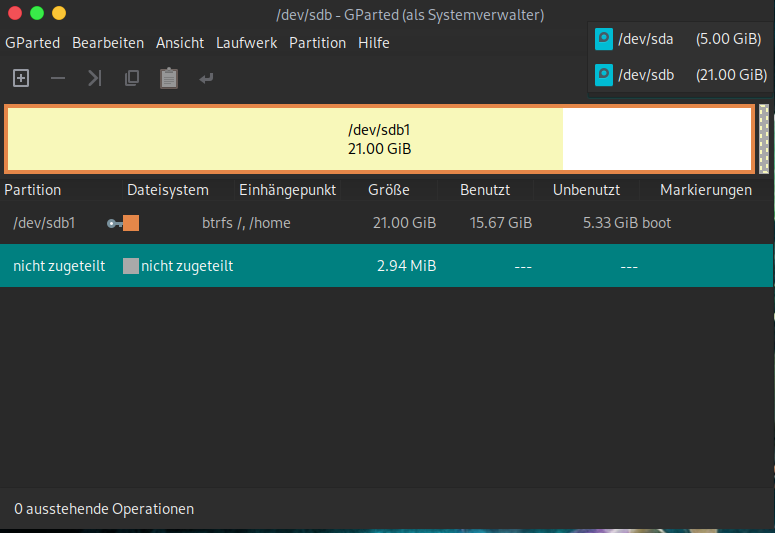 /dev/sdb - GParted (als Systemverwalter)
GParted Bearbeiten Ansicht Laufwerk Partition Hilfe
/dev/sda (5.00 GiB)
/dev/sdb (21.00 GiB)
/dev/sdb1
21.00 GiB
Partition Dateisystem Einhängepunkt Größe Benutzt Unbenutzt Markierungen
/dev/sdb1 btrfs /, /home 21.00 GiB 15.67 GiB 5.33 GiB boot
nicht zugeteilt nicht zugeteilt 2.94 MiB --- ---
0 ausstehende Operationen